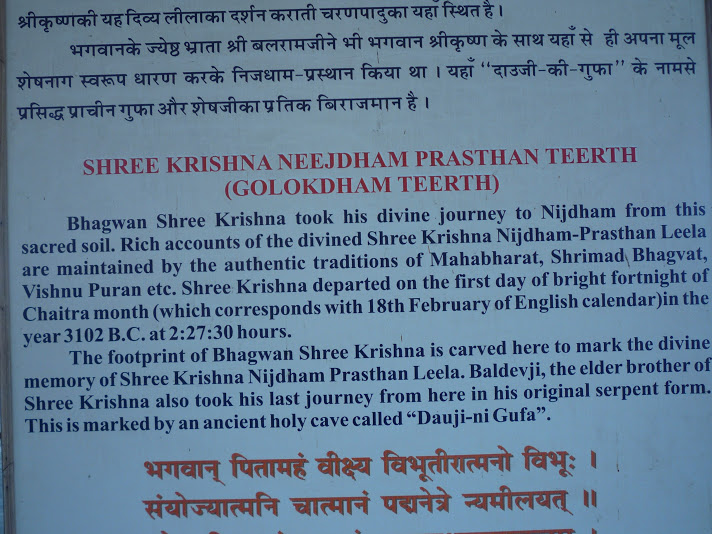 श्रीकृष्णकी यह दिव्य लीलाका दर्शन कराती चरणपादुका यहाँ स्थित है ।
भगवानके ज्येष्ठ भ्राता श्री बलरामजीने भी भगवान श्रीकृष्ण के साथ यहाँ से ही अपना मूल
शेषनाग स्वरूप धारण करके निजधाम-प्रस्थान किया था । यहाँ "दाउजी-की-गुफा" के नामसे
प्रसिद्ध प्राचीन गुफा और शेषजीका प्रतिक बिराजमान है ।
SHREE KRISHNA NEEJDHAM PRASTHAN TEERTH
(GOLOKDHAM TEERTH)
Bhagwan Shree Krishna took his divine journey to Nijdham from this
sacred soil. Rich accounts of the divined Shree Krishna Nijdham-Prasthan Leela
are maintained by the authentic traditions of Mahabharat, Shrimad Bhagvat,
Vishnu Puran etc. Shree Krishna departed on the first day of bright fortnight of
Chaitra month (which corresponds with 18th February of English calendar)in the
year 3102 B.C. at 2:27:30 hours.
The footprint of Bhagwan Shree Krishna is carved here to mark the divine
memory of Shree Krishna Nijdham Prasthan Leela. Baldevji, the elder brother of
Shree Krishna also took his last journey from here in his original serpent form.
This is marked by an ancient holy cave called "Dauji-ni Gufa".
भगवान् पितामहं वीक्ष्य विभूतीरात्मनो विभूः ।
संयोज्यात्मनि चात्मानं पद्मनेत्रे न्यमीलयत् ॥